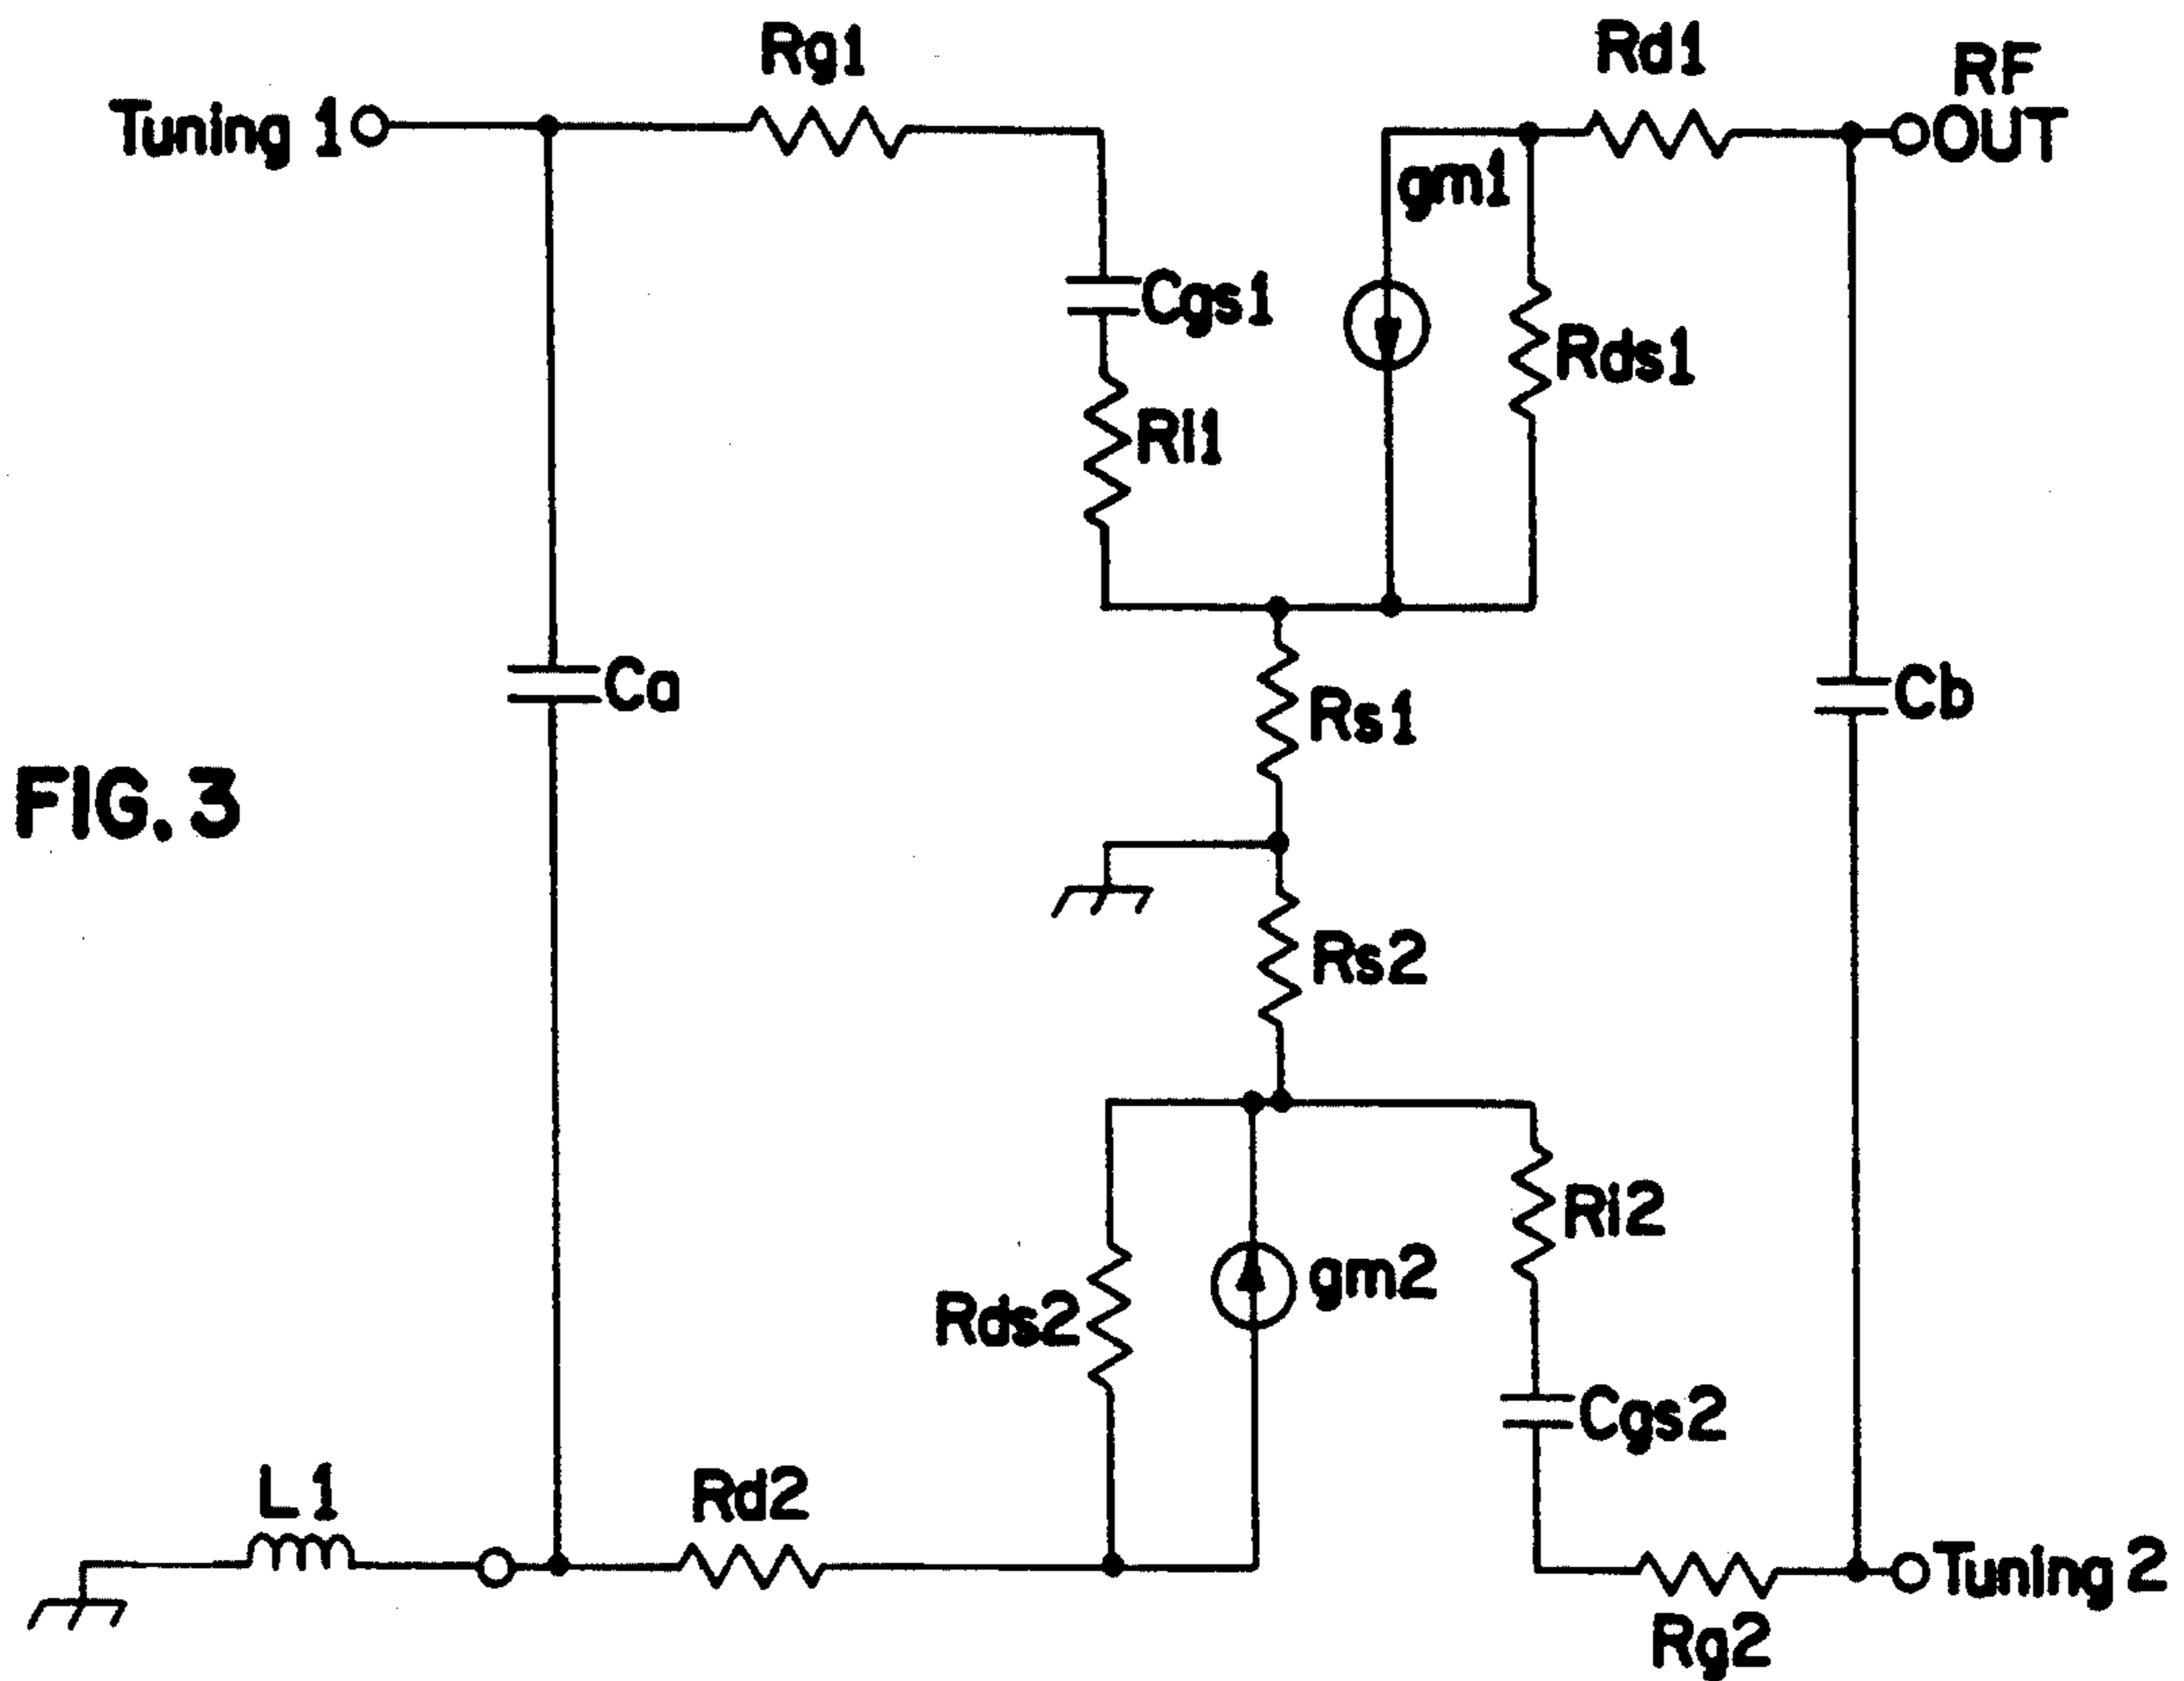 Rg1
Rd1
RF
OUT
Tuning 1
gm1
Cgs1
Rds1
Ri1
Ca
Rs1
Cb
FIG. 3
Rs2
Ri2
gm2
Rds2
Cgs2
L1
Rd2
Tuning 2
Rg2